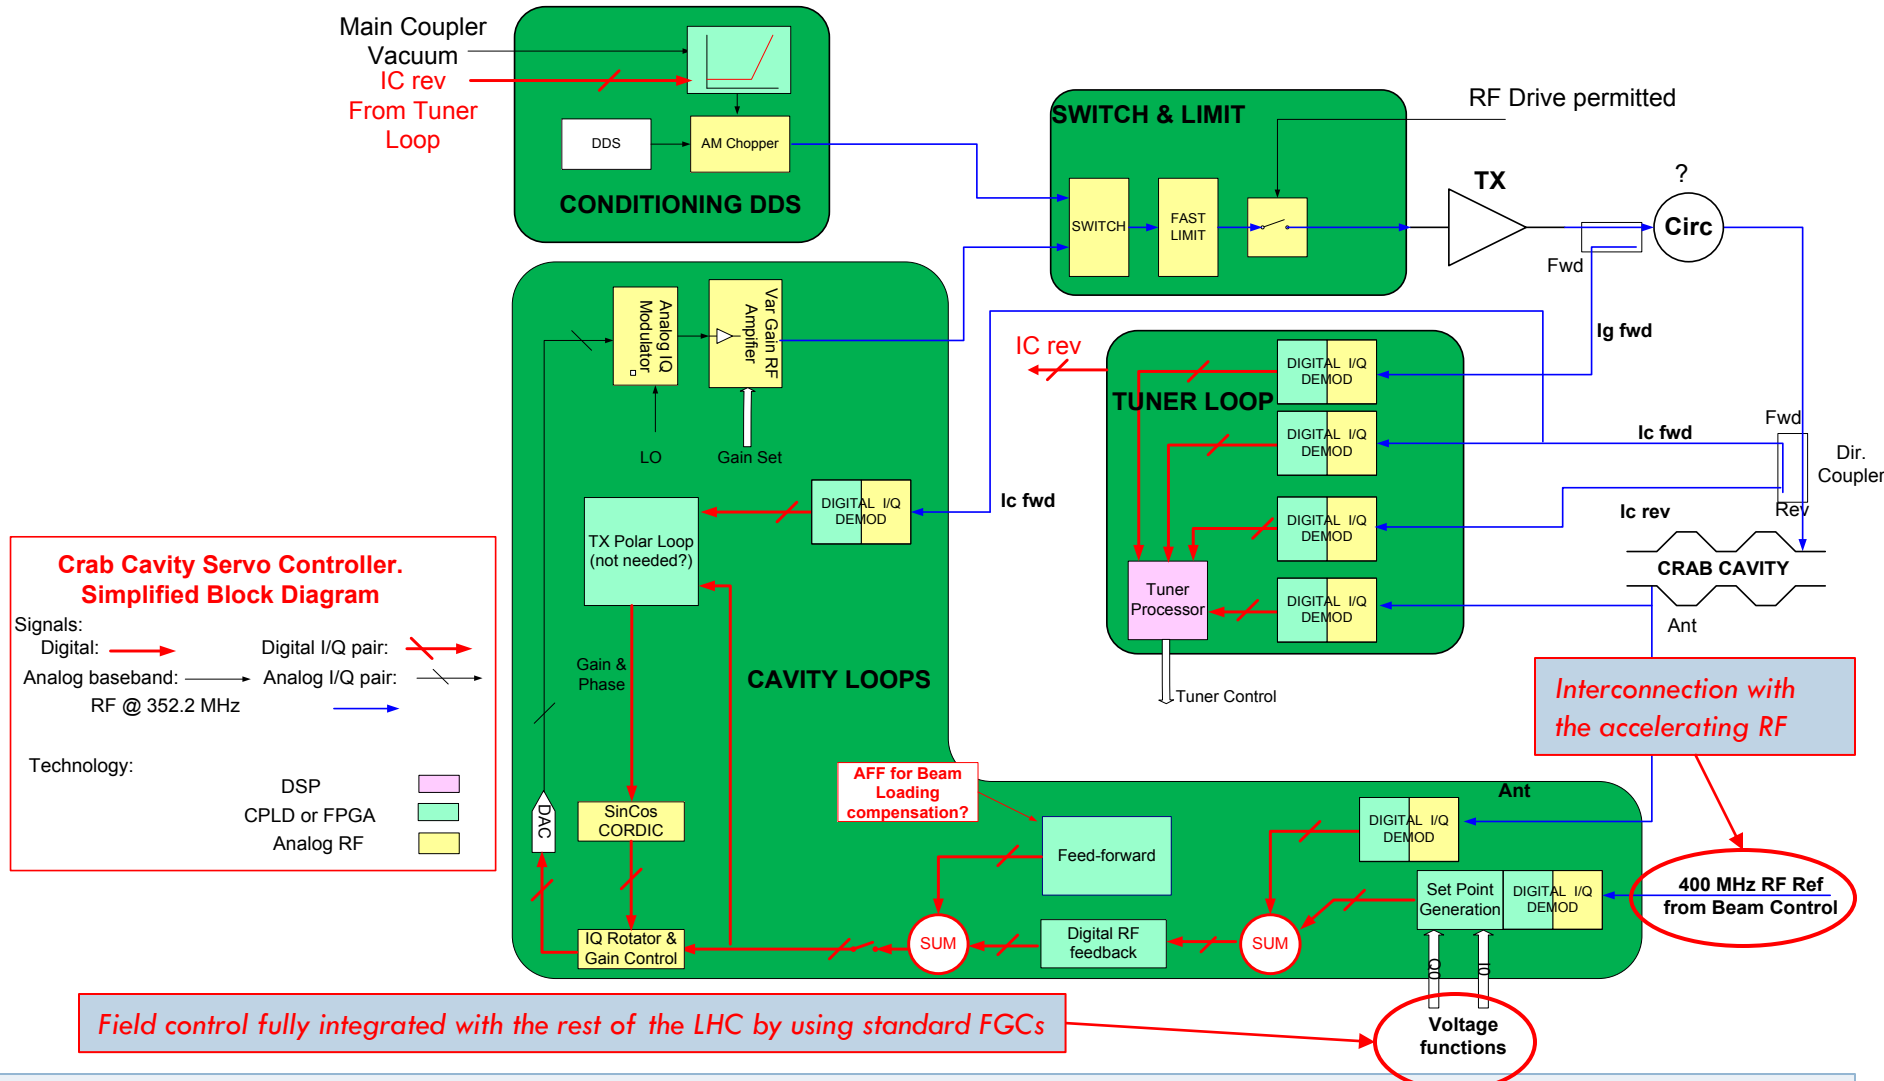 Main Coupler
Vacuum
IC rev
From Tuner
Loop
DDS
AM Chopper
CONDITIONING DDS
SWITCH & LIMIT
RF Drive permitted
SWITCH
FAST
LIMIT
TX
?
Circ
Fwd
Ig fwd
Analog IQ
Modulator
Var Gain RF
Ampifier
LO
Gain Set
IC rev
TUNER LOOP
DIGITAL I/Q
DEMOD
DIGITAL I/Q
DEMOD
DIGITAL I/Q
DEMOD
DIGITAL I/Q
DEMOD
Tuner
Processor
Tuner Control
Ic fwd
Fwd
Dir.
Coupler
Ic rev
Rev
CRAB CAVITY
Ant
DIGITAL I/Q
DEMOD
Ic fwd
TX Polar Loop
(not needed?)
Gain &
Phase
CAVITY LOOPS
Crab Cavity Servo Controller.
Simplified Block Diagram
Signals:
Digital:
Digital I/Q pair:
Analog baseband:
Analog I/Q pair:
RF @ 352.2 MHz
Technology:
DSP
CPLD or FPGA
Analog RF
Interconnection with
the accelerating RF
AFF for Beam
Loading
compensation?
Ant
DAC
SinCos
CORDIC
Feed-forward
DIGITAL I/Q
DEMOD
Set Point
Generation
DIGITAL I/Q
DEMOD
400 MHz RF Ref
from Beam Control
IQ Rotator &
Gain Control
SUM
Digital RF
feedback
SUM
Q0
I0
Field control fully integrated with the rest of the LHC by using standard FGCs
Voltage
functions